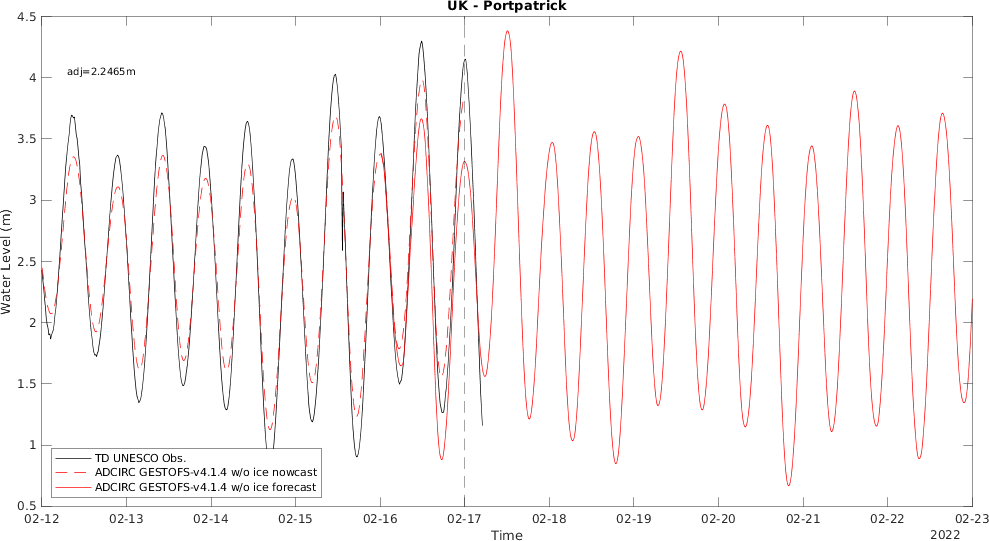 UK - Portpatrick
4.5
4
3.5
3
2.5
2
1.5
1
0.5
Water Level (m)
adj=2.2465m
TD UNESCO Obs.
ADCIRC GESTOFS-v4.1.4 w/o ice nowcast
ADCIRC GESTOFS-v4.1.4 w/o ice forecast
02-12 02-13 02-14 02-15 02-16 02-17 02-18 02-19 02-20 02-21 02-22 02-23
Time
2022